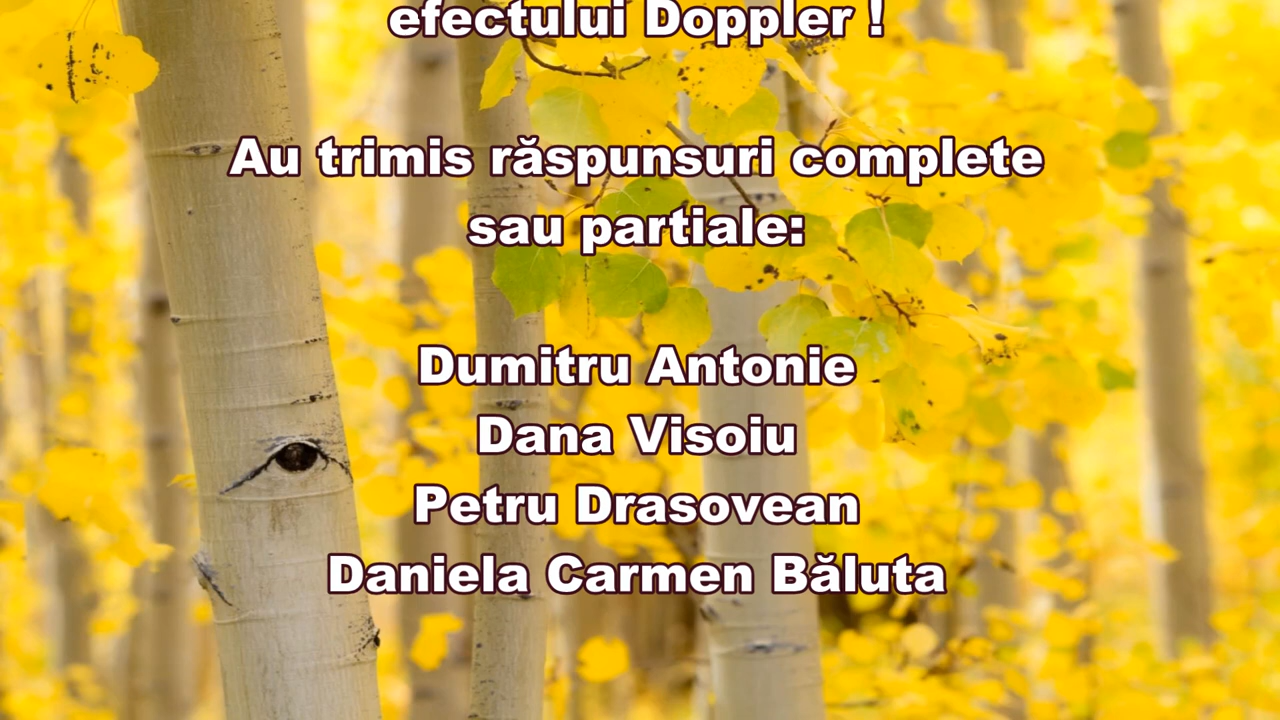 efectului Doppler !
Au trimis răspunsuri complete
sau partiale:
Dumitru Antonie
Dana Visoiu
Petru Drasovean
Daniela Carmen Băluta